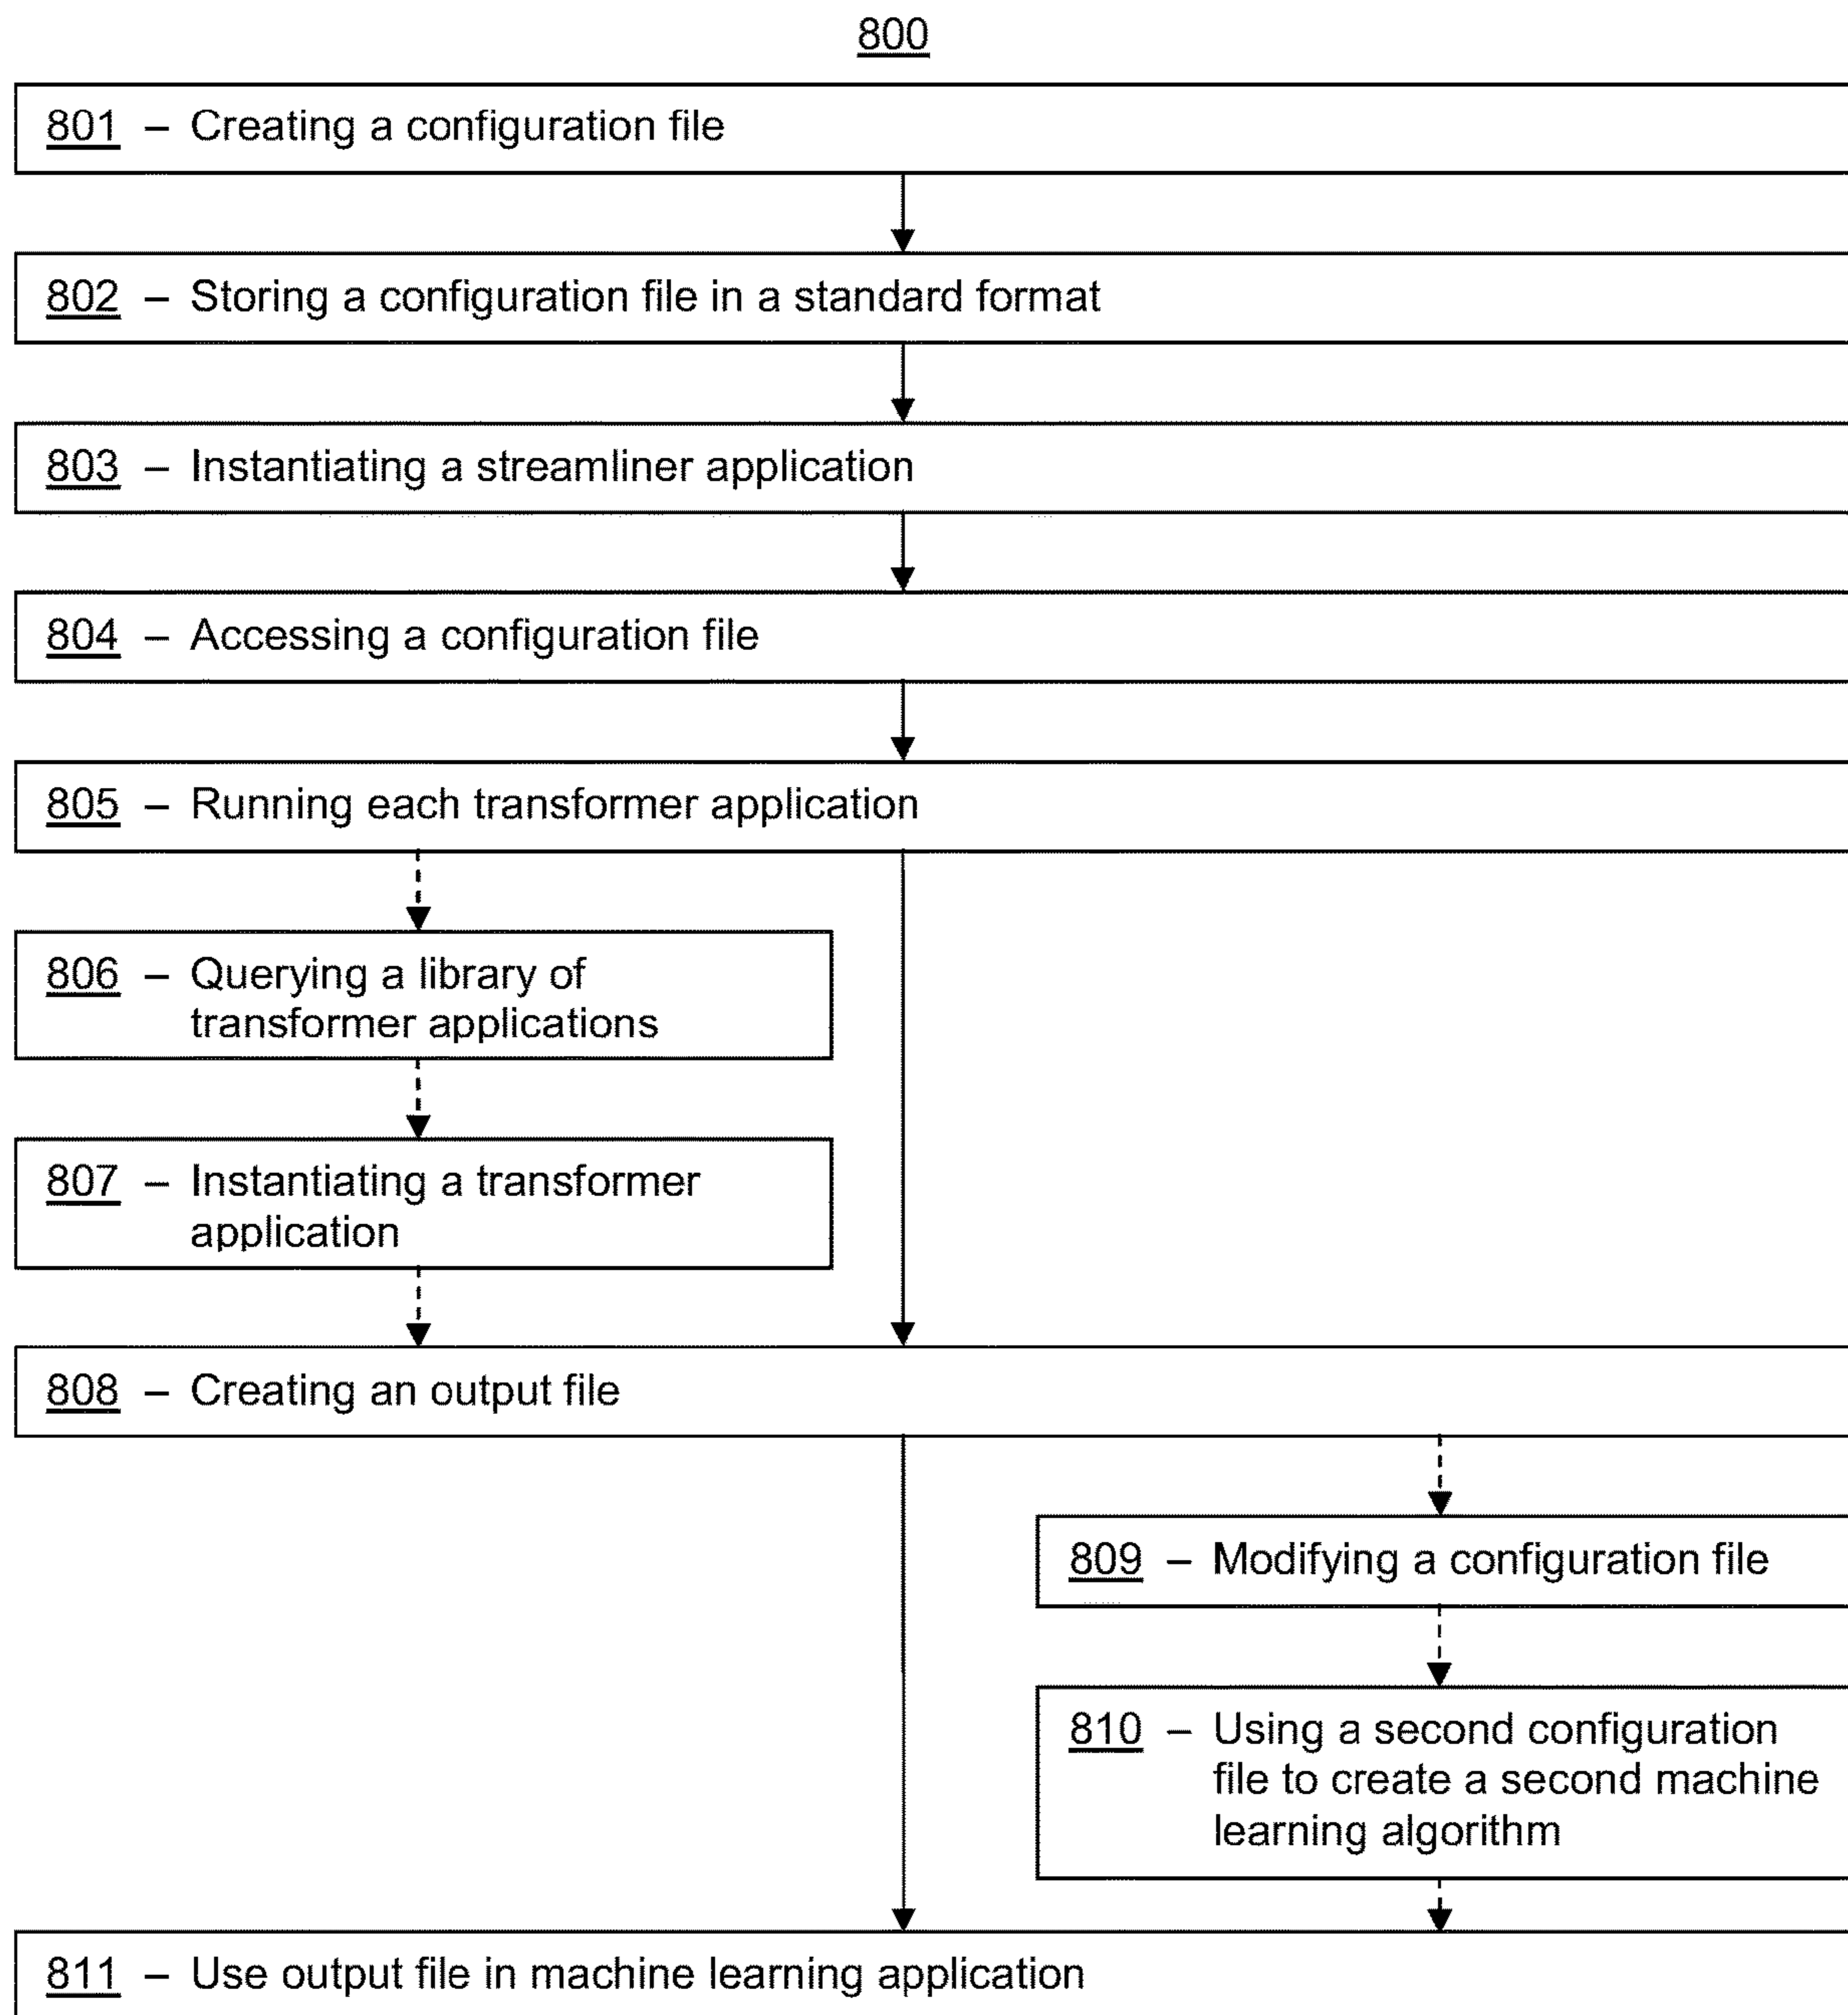 800
801 – Creating a configuration file
802 – Storing a configuration file in a standard format
803 – Instantiating a streamliner application
804 – Accessing a configuration file
805 – Running each transformer application
806 – Querying a library of
transformer applications
807 – Instantiating a transformer
application
808 – Creating an output file
809 – Modifying a configuration file
810 – Using a second configuration
file to create a second machine
learning algorithm
811 – Use output file in machine learning application